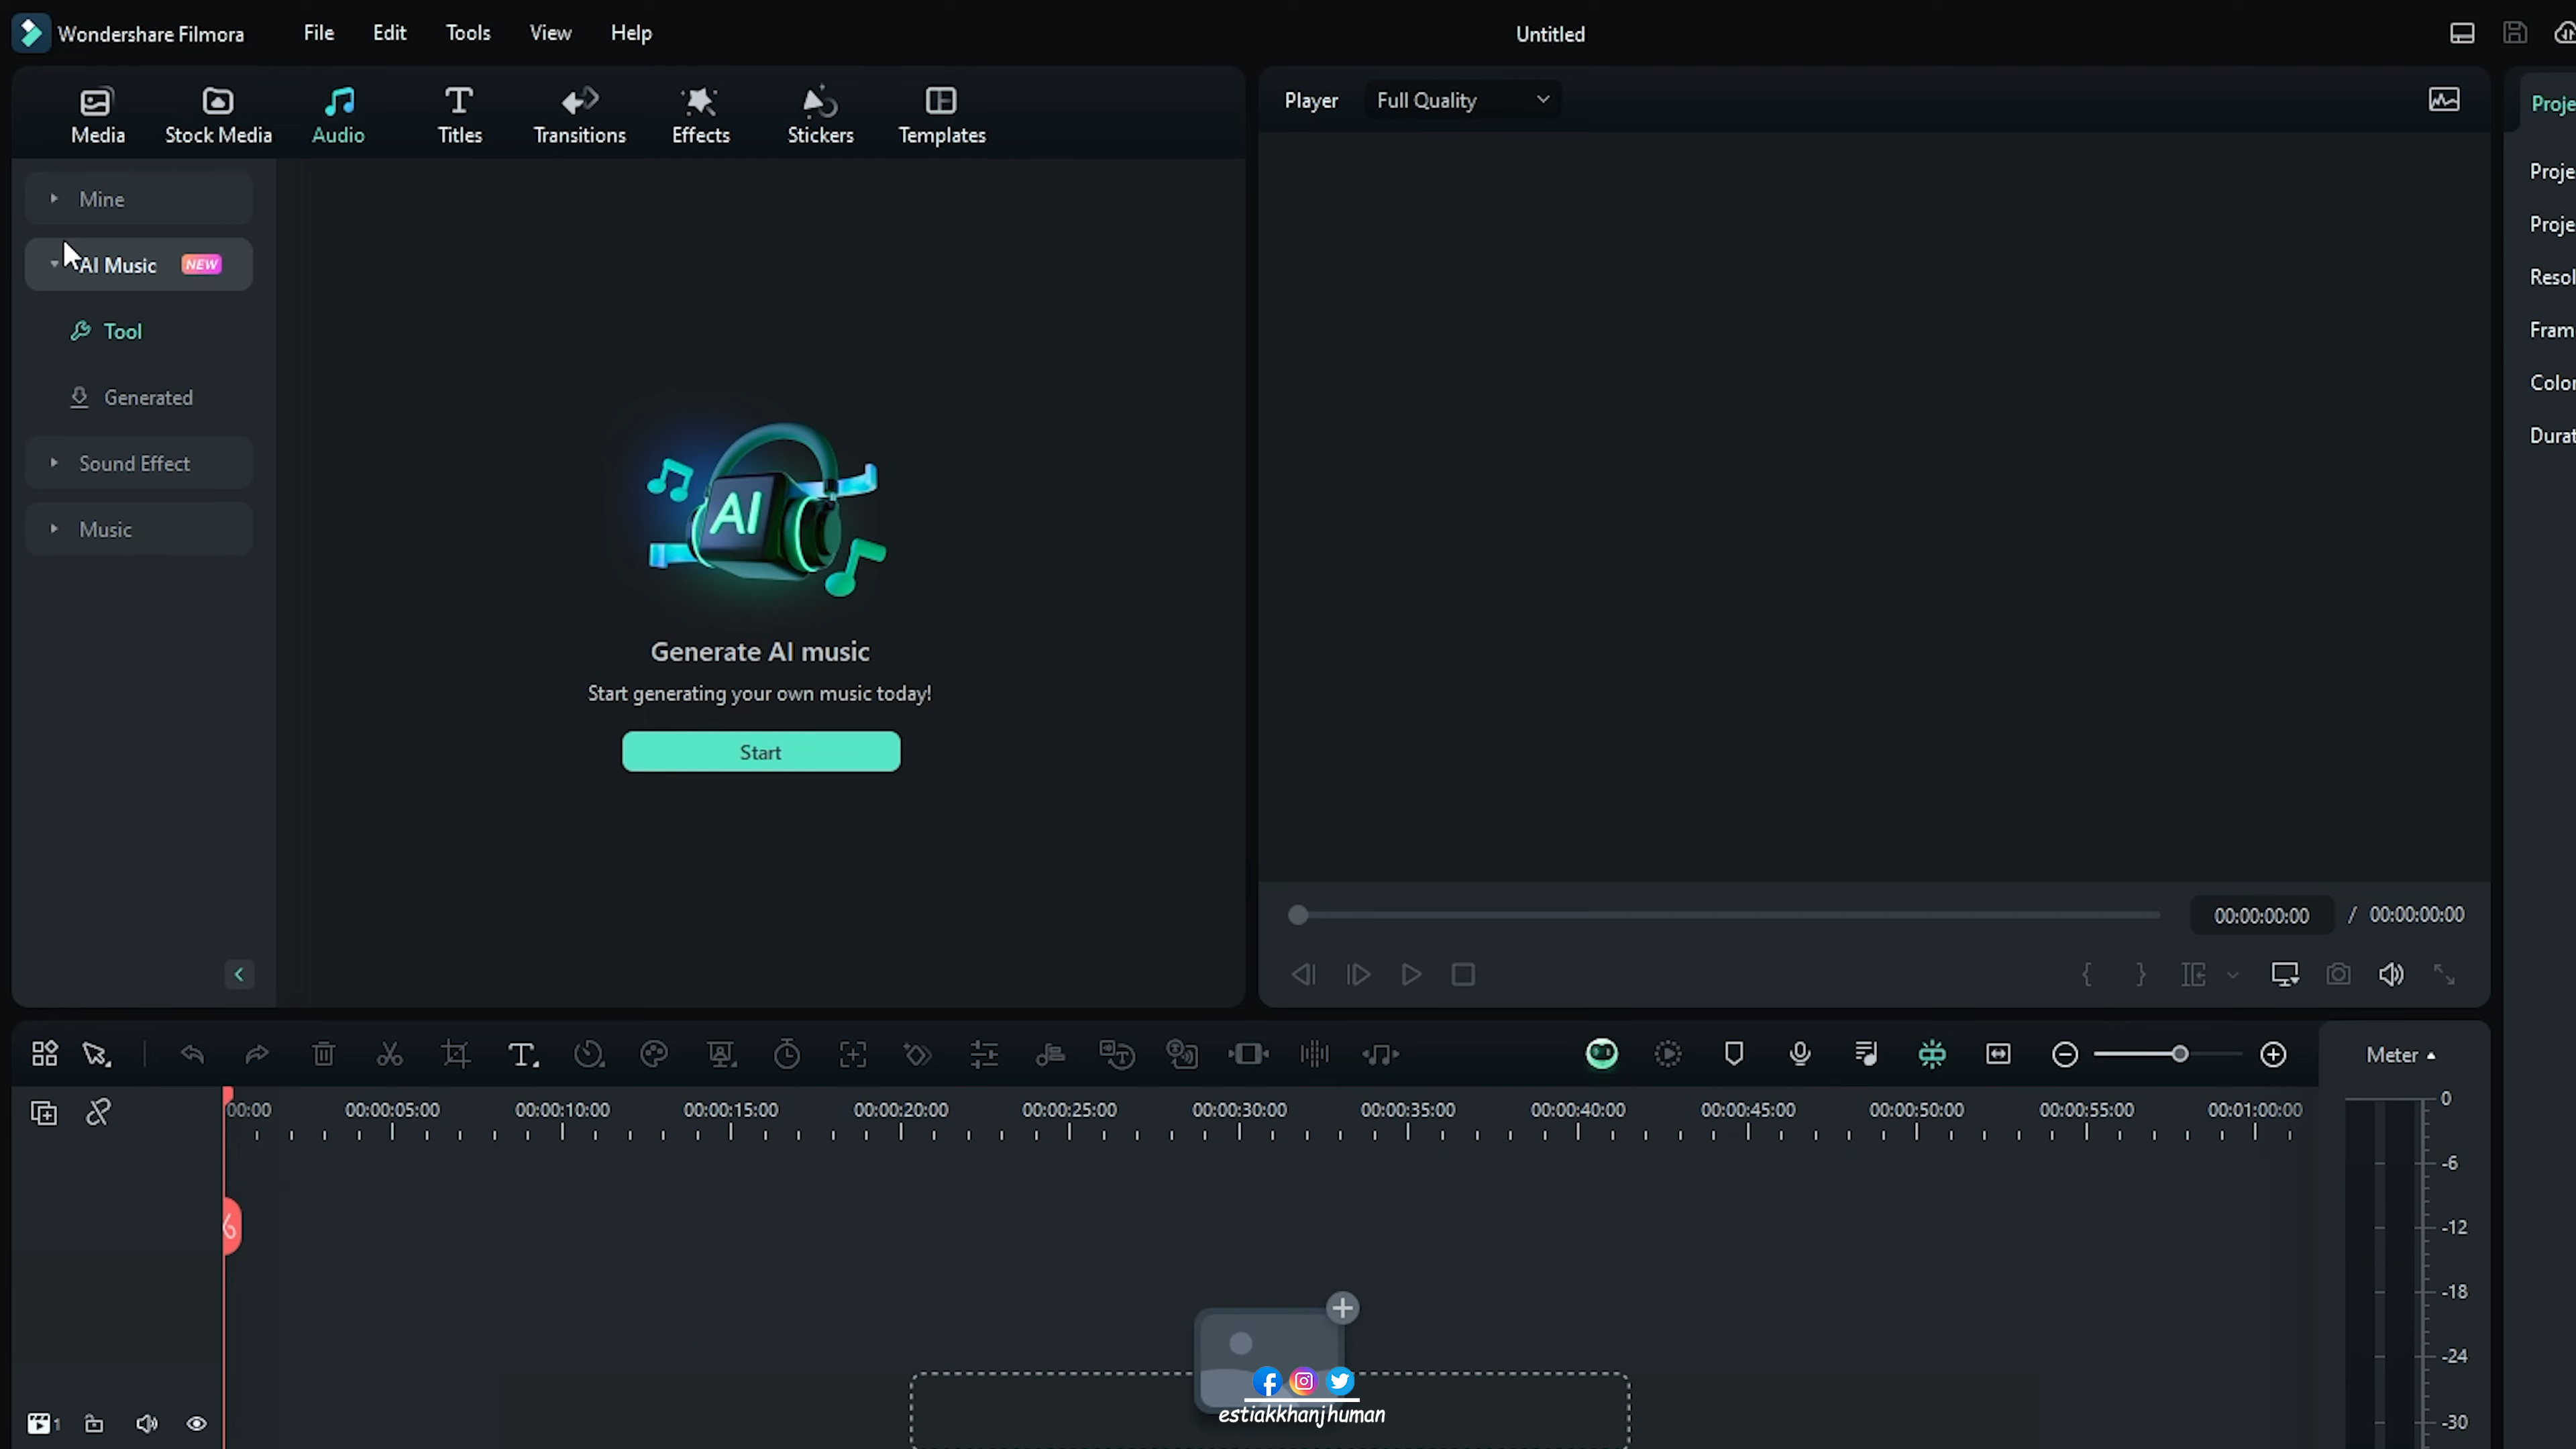 Wondershare Filmora File Edit Tools View Help Untitled
Media Stock Media Audio Titles Transitions Effects Stickers Templates
Player Full Quality
Proje
Mine
AI Music NEW
Tool
Generated
Sound Effect
Music
AI
Generate AI music
Start generating your own music today!
Start
Proje
Proje
Resol
Fram
Color
Durat
00:00:00:00 / 00:00:00:00
Meter
00:00 00:00:05:00 00:00:10:00 00:00:15:00 00:00:20:00 00:00:25:00 00:00:30:00 00:00:35:00 00:00:40:00 00:00:45:00 00:00:50:00 00:00:55:00 00:01:00:00
0
-6
-12
-18
-24
-30
1
estiakkhanjhuman